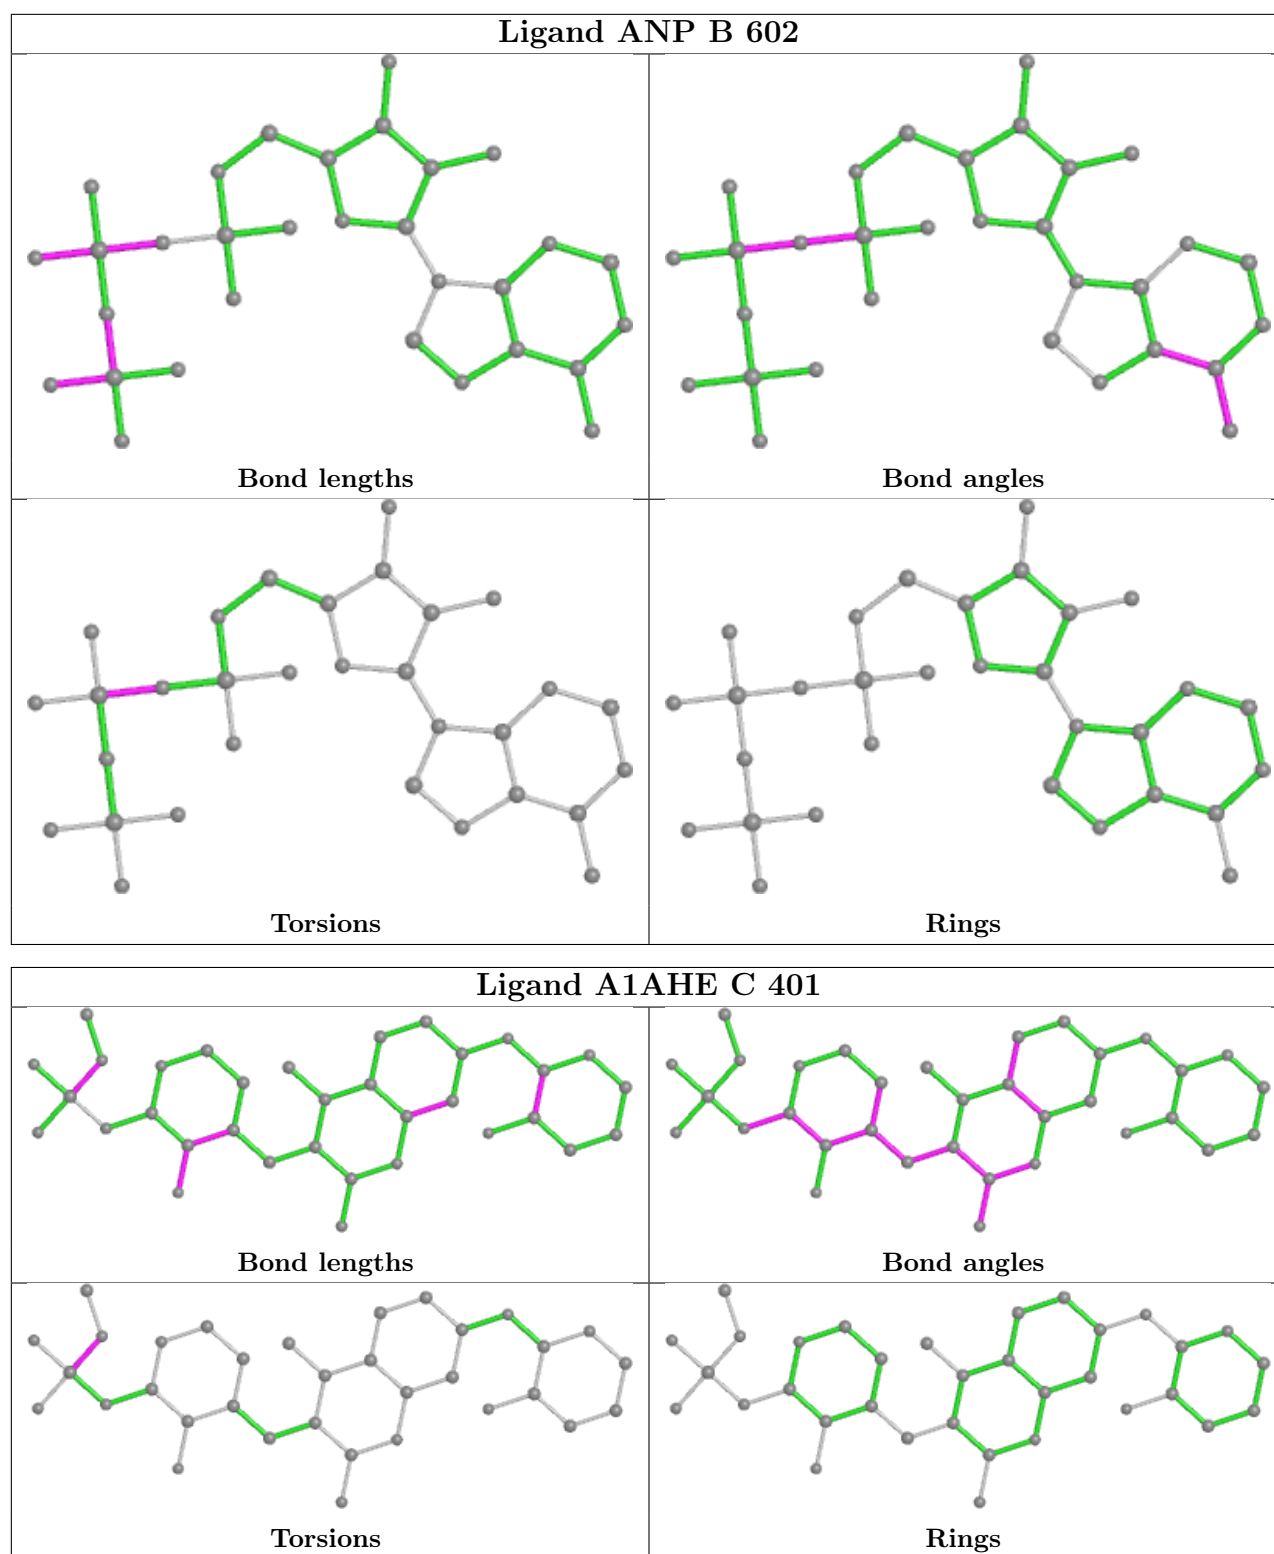 Ligand ANP B 602
Bond lengths
Bond angles
Torsions
Rings
Ligand A1AHE C 401
Bond lengths
Bond angles
Torsions
Rings